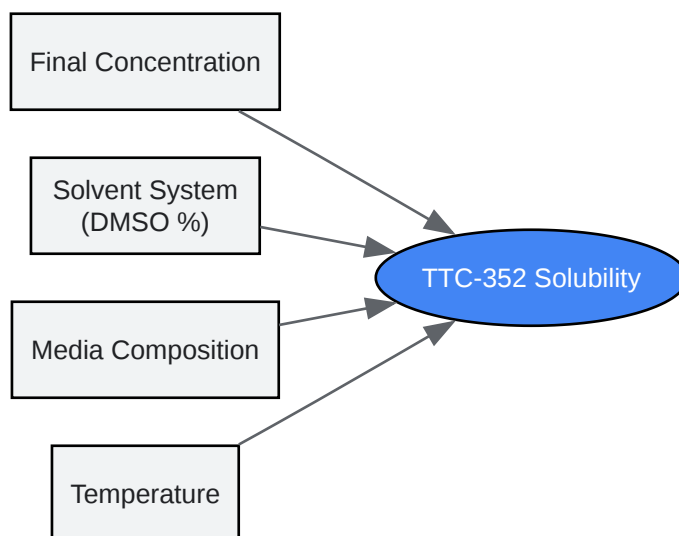 Final Concentration
Solvent System
(DMSO %)
TTC-352 Solubility
Media Composition
Temperature